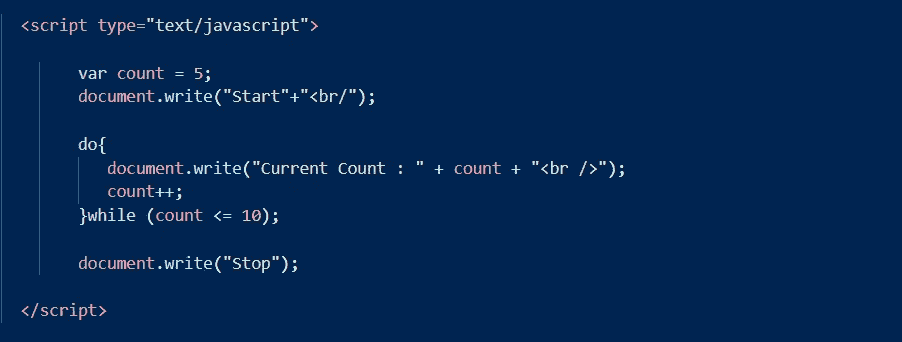 <script type="text/javascript">
var count = 5;
document.write("Start"+"<br/");
do{
document.write("Current Count : " + count + "<br />");
count++;
}while (count <= 10);
document.write("Stop");
</script>